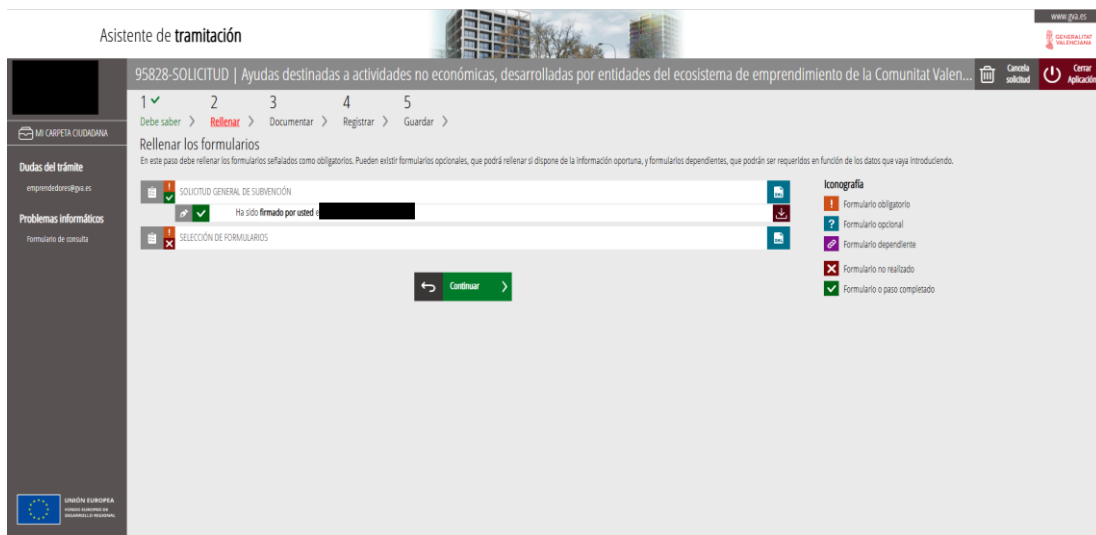 www.gva.es
Asistente de tramitación
GENERALITAT
VALENCIANA
95828-SOLICITUD | Ayudas destinadas a actividades no económicas, desarrolladas por entidades del ecosistema de emprendimiento de la Comunitat Valen...
Cancela
solicitud
Cerrar
Aplicación
MI CARPETA CIUDADANA
Dudas del trámite
emprendedores@gva.es
Problemas informáticos
Formulario de consulta
1 2 3 4 5
Debe saber > Rellenar > Documentar > Registrar > Guardar >
Rellenar los formularios
En este paso debe rellenar los formularios señalados como obligatorios. Pueden existir formularios opcionales, que podrá rellenar si dispone de la información oportuna, y formularios dependientes, que podrán ser requeridos en función de los datos que vaya introduciendo.
SOLICITUD GENERAL DE SUBVENCIÓN
Ha sido firmado por usted e
SELECCIÓN DE FORMULARIOS
Continuar
Iconografía
! Formulario obligatorio
? Formulario opcional
Formulario dependiente
Formulario no realizado
Formulario o paso completado
UNIÓN EUROPEA
FONDO EUROPEO DE
DESARROLLO REGIONAL